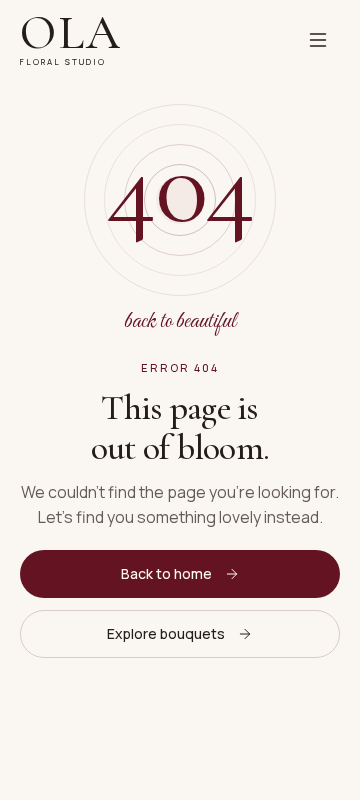 OLA
FLORAL STUDIO
404
back to beautiful
ERROR 404
This page is
out of bloom.
We couldn't find the page you're looking for.
Let's find you something lovely instead.
Back to home →
Explore bouquets →